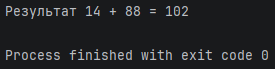 Результат 14 + 88 = 102
Process finished with exit code 0